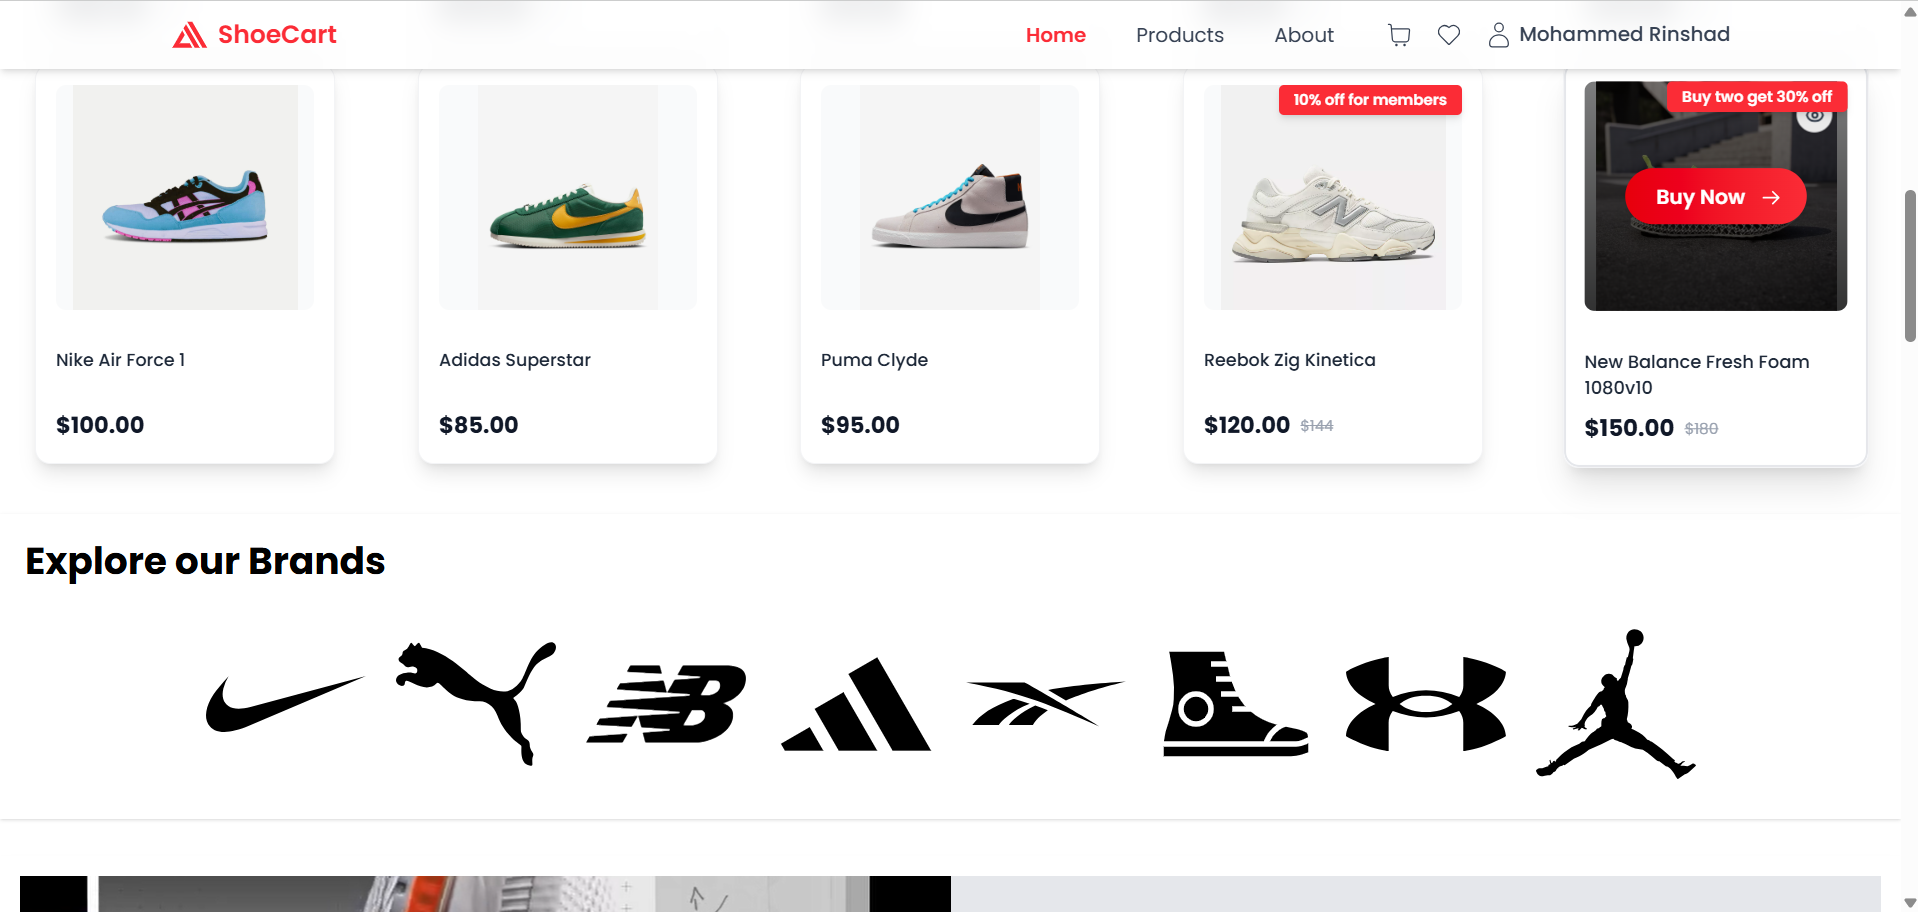 ShoeCart
Home
Products
About
Mohammed Rinshad
10% off for members
Buy two get 30% off
Buy Now
Nike Air Force 1
$100.00
Adidas Superstar
$85.00
Puma Clyde
$95.00
Reebok Zig Kinetica
$120.00 $144
New Balance Fresh Foam
1080v10
$150.00 $180
Explore our Brands
NB